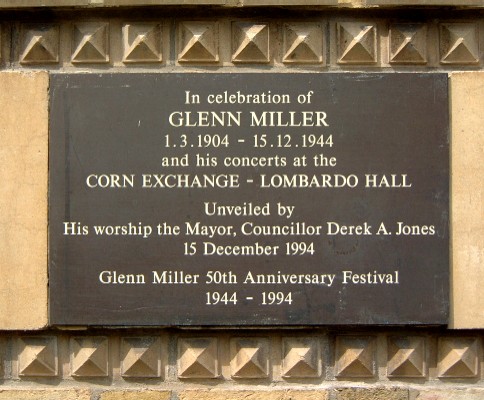 In celebration of
GLENN MILLER
1.3.1904 - 15.12.1944
and his concerts at the
CORN EXCHANGE - LOMBARDO HALL
Unveiled by
His worship the Mayor, Councillor Derek A. Jones
15 December 1994
Glenn Miller 50th Anniversary Festival
1944 - 1994